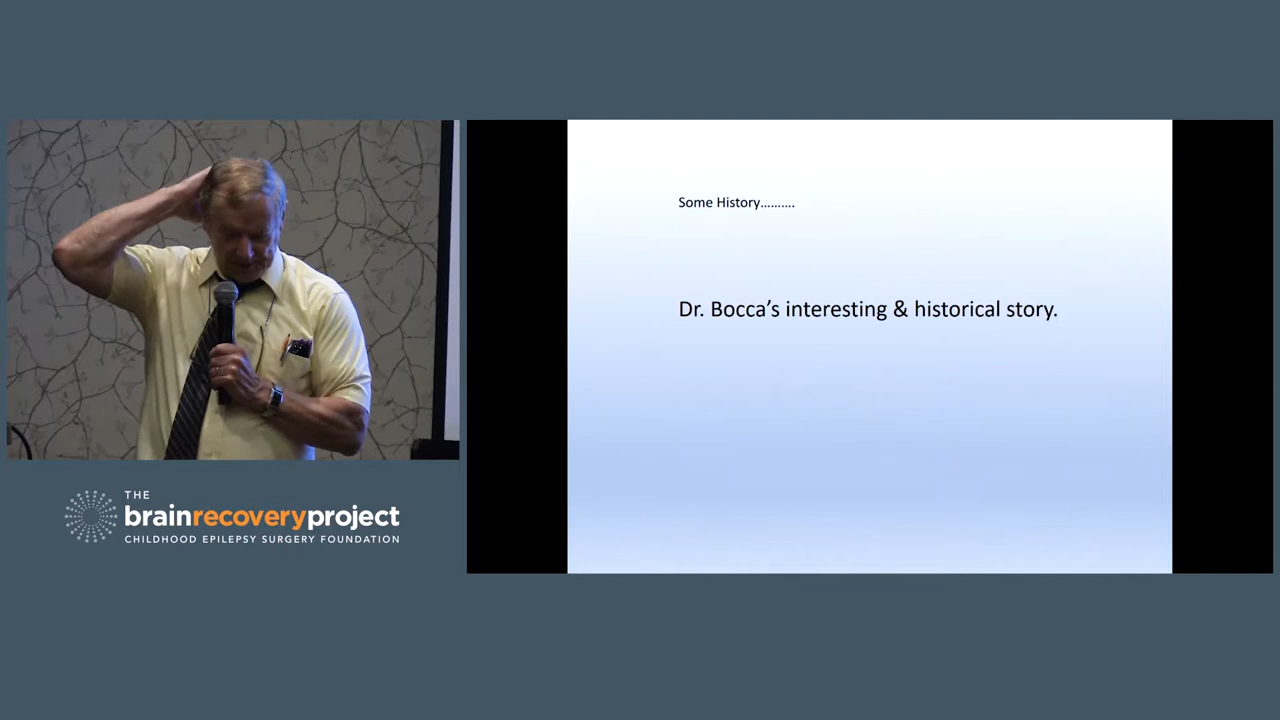 Some History..........
Dr. Bocca's interesting & historical story.
THE
brainrecoveryproject
CHILDHOOD EPILEPSY SURGERY FOUNDATION